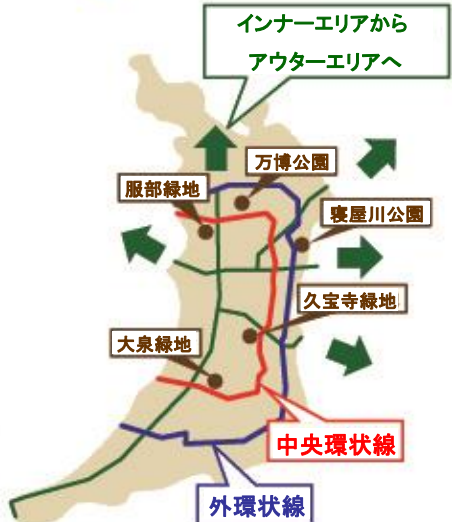 インナーエリアから
アウターエリアへ
万博公園
服部緑地
寝屋川公園
久宝寺緑地
大泉緑地
中央環状線
外環状線